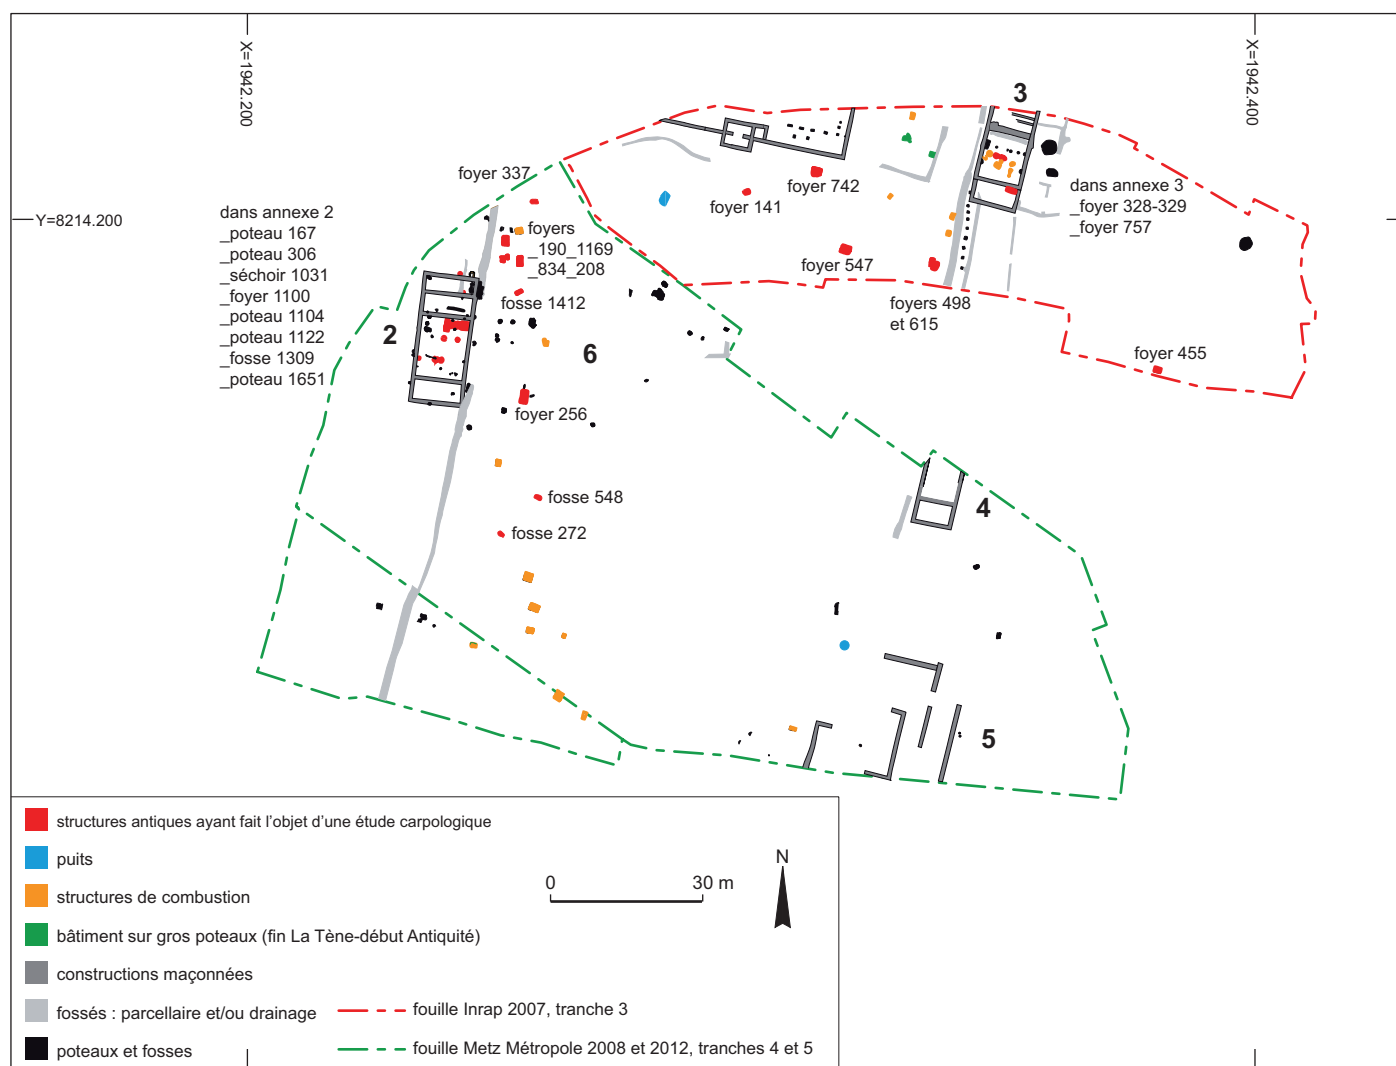 X=1942.200
X=1942.400
Y=8214.200
3
foyer 337
foyer 742
foyer 141
dans annexe 3
_foyer 328-329
_foyer 757
dans annexe 2
_poteau 167
_poteau 306
_séchoir 1031
_foyer 1100
_poteau 1104
_poteau 1122
_fosse 1309
_poteau 1651
foyers
_190_1169
_834_208
foyer 547
fosse 1412
foyers 498
et 615
2
6
foyer 455
foyer 256
fosse 548
4
fosse 272
5
structures antiques ayant fait l’objet d’une étude carpologique
puits
structures de combustion
bâtiment sur gros poteaux (fin La Tène-début Antiquité)
constructions maçonnées
fossés : parcellaire et/ou drainage
poteaux et fosses
0 30 m
N
fouille Inrap 2007, tranche 3
fouille Metz Métropole 2008 et 2012, tranches 4 et 5